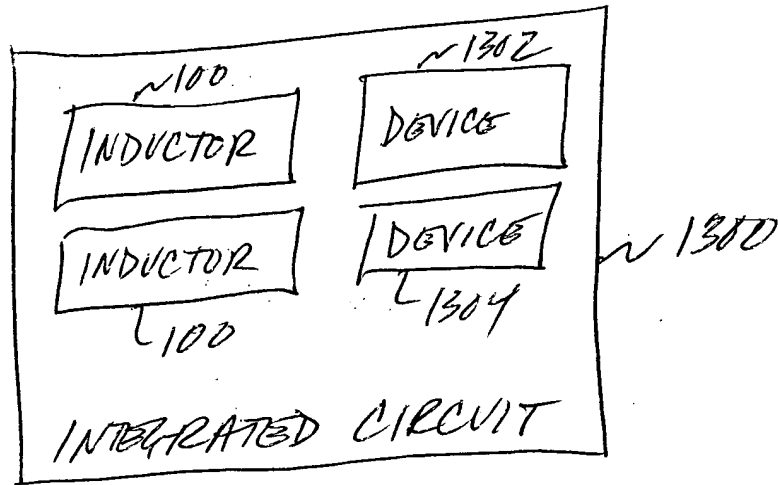 100 1302
INDUCTOR DEVICE
INDUCTOR DEVICE 1300
100 1304
INTEGRATED CIRCUIT